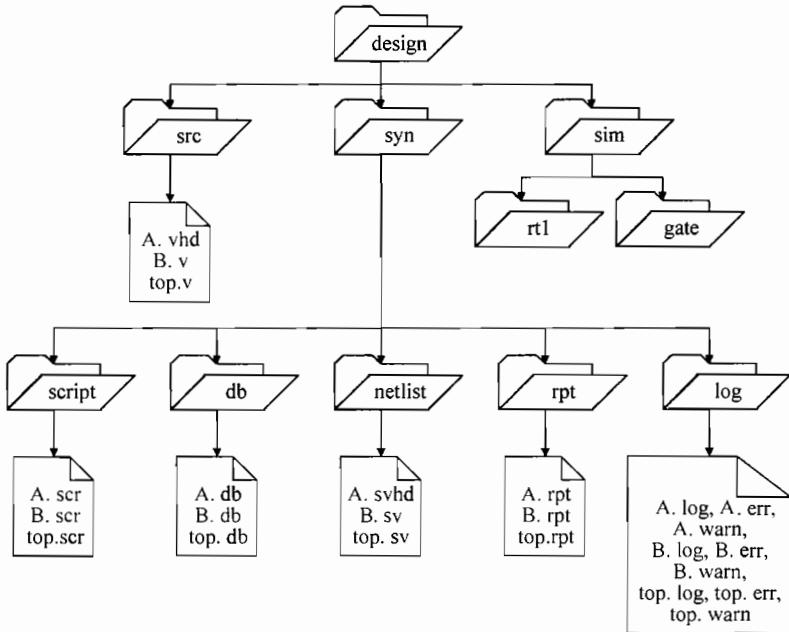 design
src
syn
sim
rt1
gate
A. vhd
B. v
top.v
script
db
netlist
rpt
log
A. scr
B. scr
top.scr
A. db
B. db
top. db
A. svhd
B. sv
top. sv
A. rpt
B. rpt
top.rpt
A. log, A. err,
A. warn,
B. log, B. err,
B. warn,
top. log, top. err,
top. warn